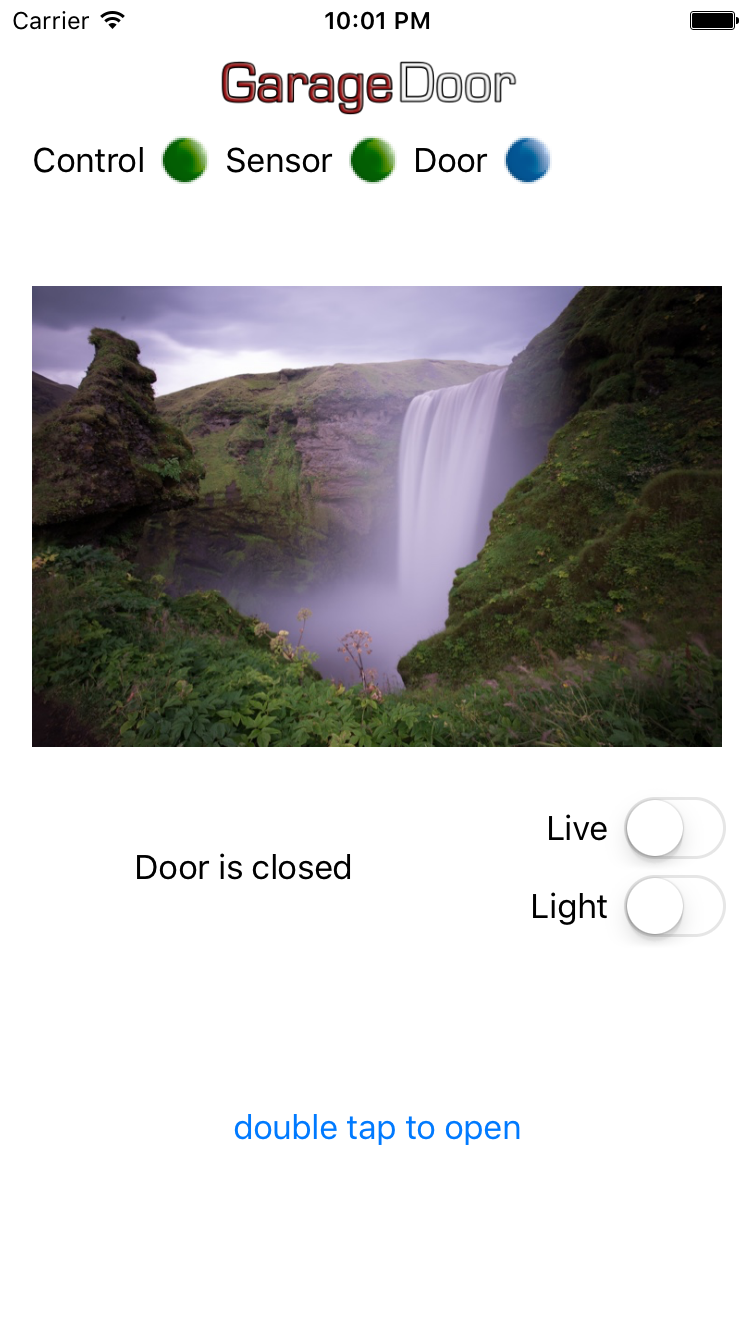 Carrier 10:01 PM
GarageDoor
Control Sensor Door
Live
Door is closed
Light
double tap to open